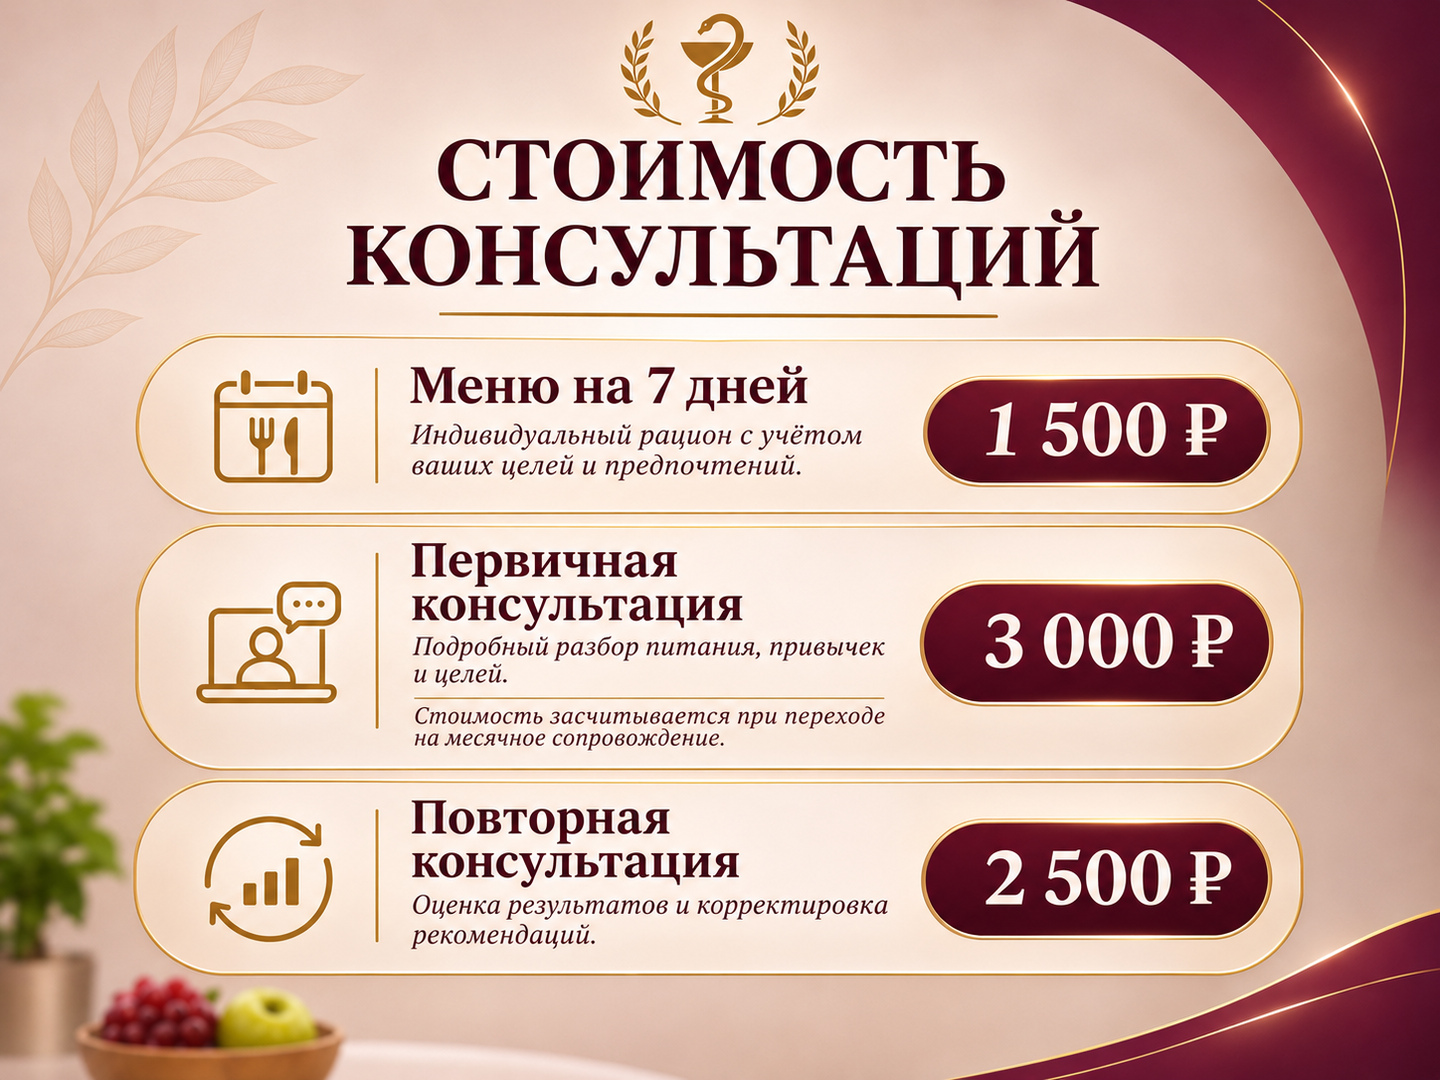 СТОИМОСТЬ
КОНСУЛЬТАЦИЙ
Меню на 7 дней
Индивидуальный рацион с учётом
ваших целей и предпочтений.
1 500 ₽
Первичная
консультация
Подробный разбор питания, привычек
и целей.
Стоимость засчитывается при переходе
на месячное сопровождение.
3 000 ₽
Повторная
консультация
Оценка результатов и корректировка
рекомендаций.
2 500 ₽